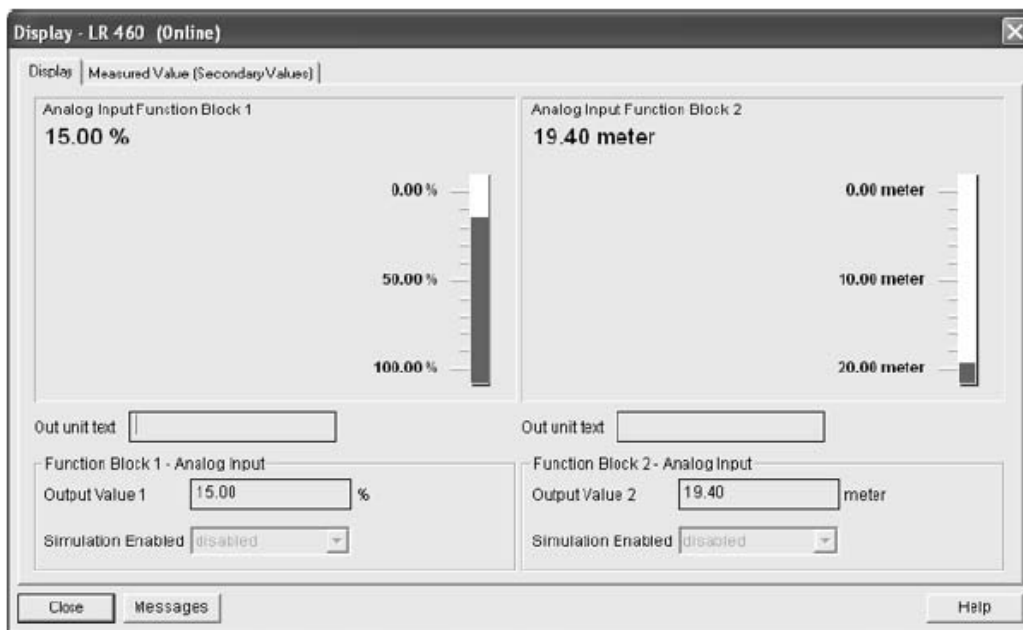 Display - LR 460 (Online)
Display
Measured Value (Secondary Values)
Analog Input Function Block 1
15.00 %
0.00 %
50.00 %
100.00 %
Analog Input Function Block 2
19.40 meter
0.00 meter
10.00 meter
20.00 meter
Out unit text
Out unit text
Function Block 1 - Analog Input
Output Value 1 15.00 %
Simulation Enabled disabled
Function Block 2 - Analog Input
Output Value 2 19.40 meter
Simulation Enabled disabled
Close
Messages
Help